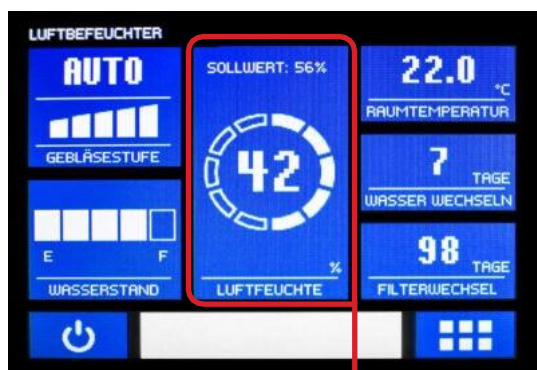 LUFTBEFEUCHTER
AUTO
GEBLÄSESTUFE
E F
WASSERSTAND
SOLLWERT: 56%
42
%
LUFTFEUCHTE
22.0 °C
RAUMTEMPERATUR
7 TAGE
WASSER WECHSELN
98 TAGE
FILTERWECHSEL